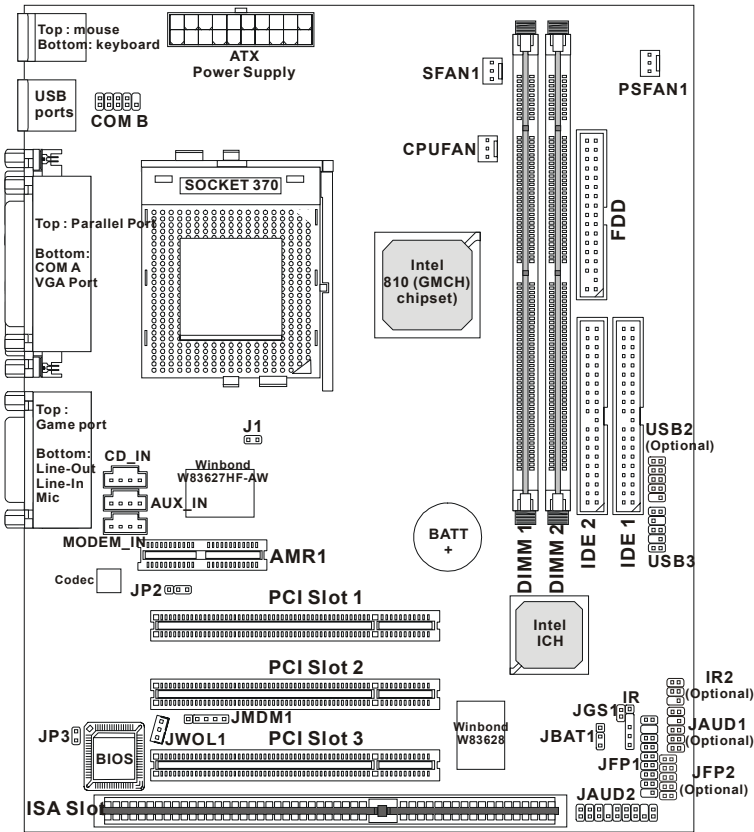 Top : mouse
Bottom: keyboard
ATX
Power Supply
SFAN1
PSFAN1
USB
ports
COM B
CPUFAN
SOCKET 370
FDD
Top : Parallel Port
Bottom:
COM A
VGA Port
Intel
810 (GMCH)
chipset)
Top :
Game port
Bottom:
Line-Out
Line-In
Mic
J1
CD_IN
Winbond
W83627HF-AW
AUX_IN
MODEM_IN
USB2
(Optional)
BATT
+
DIMM 1
DIMM 2
IDE 2
IDE 1
USB3
AMR1
Codec
JP2
PCI Slot 1
Intel
ICH
PCI Slot 2
IR2
(Optional)
JMDM1
JGS1
IR
JP3
BIOS
JWOL1
Winbond
W83628
JBAT1
JAUD1
(Optional)
PCI Slot 3
JFP1
JFP2
(Optional)
ISA Slot
JAUD2